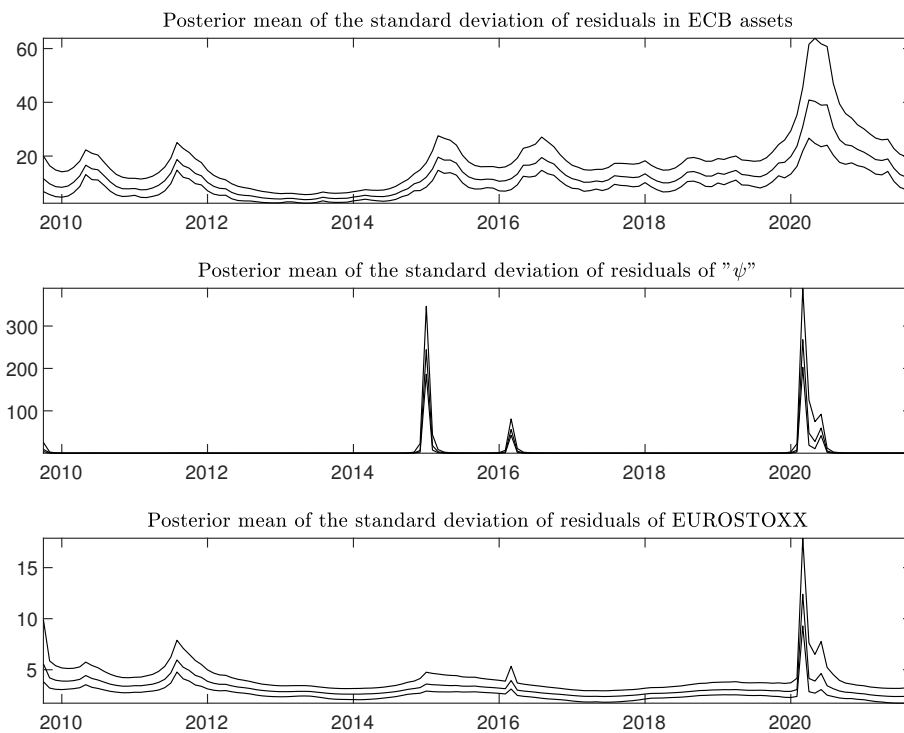 Posterior mean of the standard deviation of residuals in ECB assets
60
40
20
2010 2012 2014 2016 2018 2020
Posterior mean of the standard deviation of residuals of "ψ"
300
200
100
2010 2012 2014 2016 2018 2020
Posterior mean of the standard deviation of residuals of EUROSTOXX
15
10
5
2010 2012 2014 2016 2018 2020